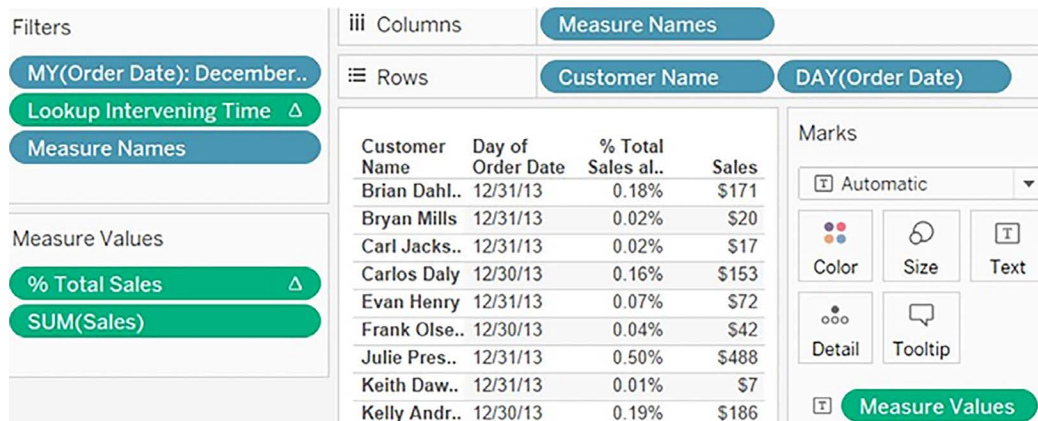 Filters
MY(Order Date): December..
Lookup Intervening Time Δ
Measure Names
Measure Values
% Total Sales Δ
SUM(Sales)
iii Columns Measure Names
Rows Customer Name DAY(Order Date)
Customer Name Day of Order Date % Total Sales al.. Sales
Brian Dahl.. 12/31/13 0.18% $171
Bryan Mills 12/31/13 0.02% $20
Carl Jacks.. 12/31/13 0.02% $17
Carlos Daly 12/30/13 0.16% $153
Evan Henry 12/31/13 0.07% $72
Frank Olse.. 12/30/13 0.04% $42
Julie Pres.. 12/31/13 0.50% $488
Keith Daw.. 12/31/13 0.01% $7
Kelly Andr.. 12/30/13 0.19% $186
Marks
T Automatic
Color Size T Text
Detail Tooltip
T Measure Values